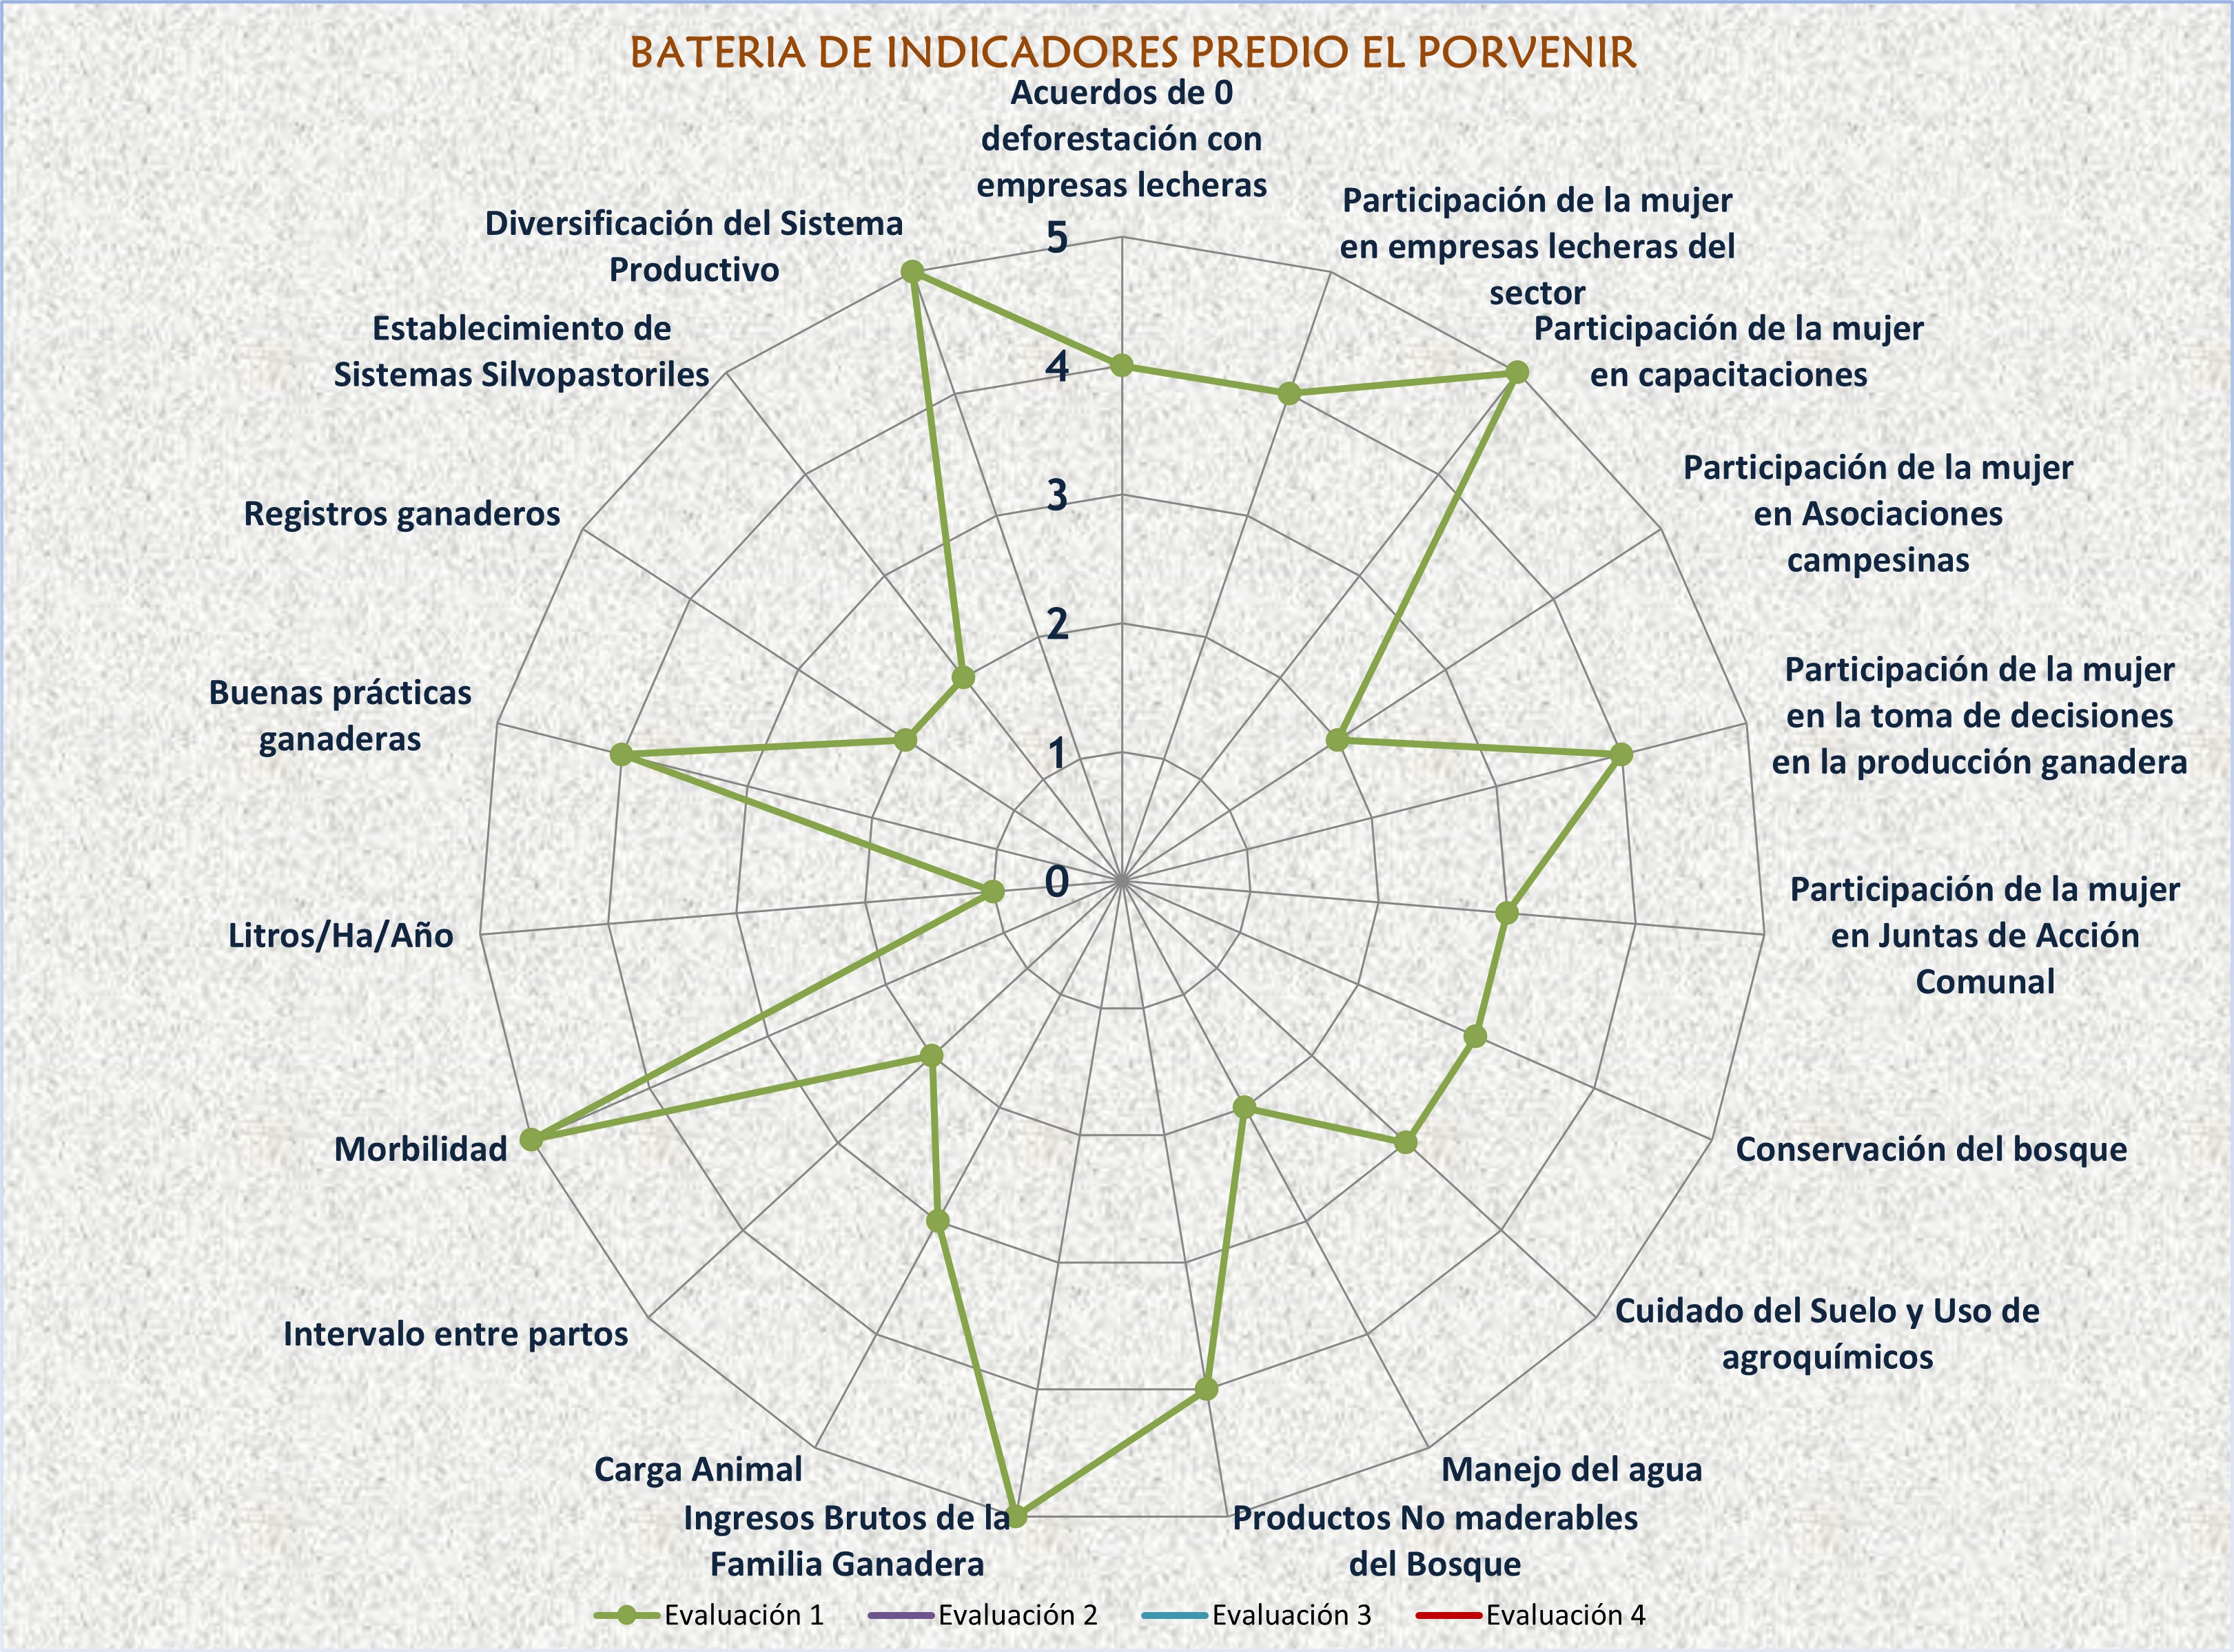 BATERIA DE INDICADORES PREDIO EL PORVENIR
Acuerdos de 0
deforestación con
empresas lecheras
Participación de la mujer
en empresas lecheras del
sector
Participación de la mujer
en capacitaciones
Participación de la mujer
en Asociaciones
campesinas
Participación de la mujer
en la toma de decisiones
en la producción ganadera
Participación de la mujer
en Juntas de Acción
Comunal
Conservación del bosque
Cuidado del Suelo y Uso de
agroquímicos
Manejo del agua
Productos No maderables
del Bosque
Ingresos Brutos de la
Familia Ganadera
Carga Animal
Intervalo entre partos
Morbilidad
Litros/Ha/Año
Buenas prácticas
ganaderas
Registros ganaderos
Establecimiento de
Sistemas Silvopastoriles
Diversificación del Sistema
Productivo
5
4
3
2
1
0
Evaluación 1
Evaluación 2
Evaluación 3
Evaluación 4